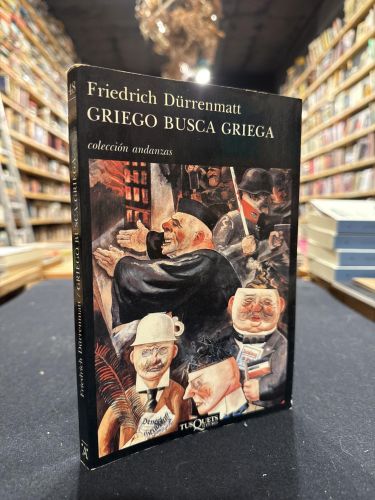 Friedrich Dürrenmatt
GRIEGO BUSCA GRIEGA
colección andanzas
TUSQUETS
Friedrich Dürrenmatt / GRIEGO BUSCA GRIEGA